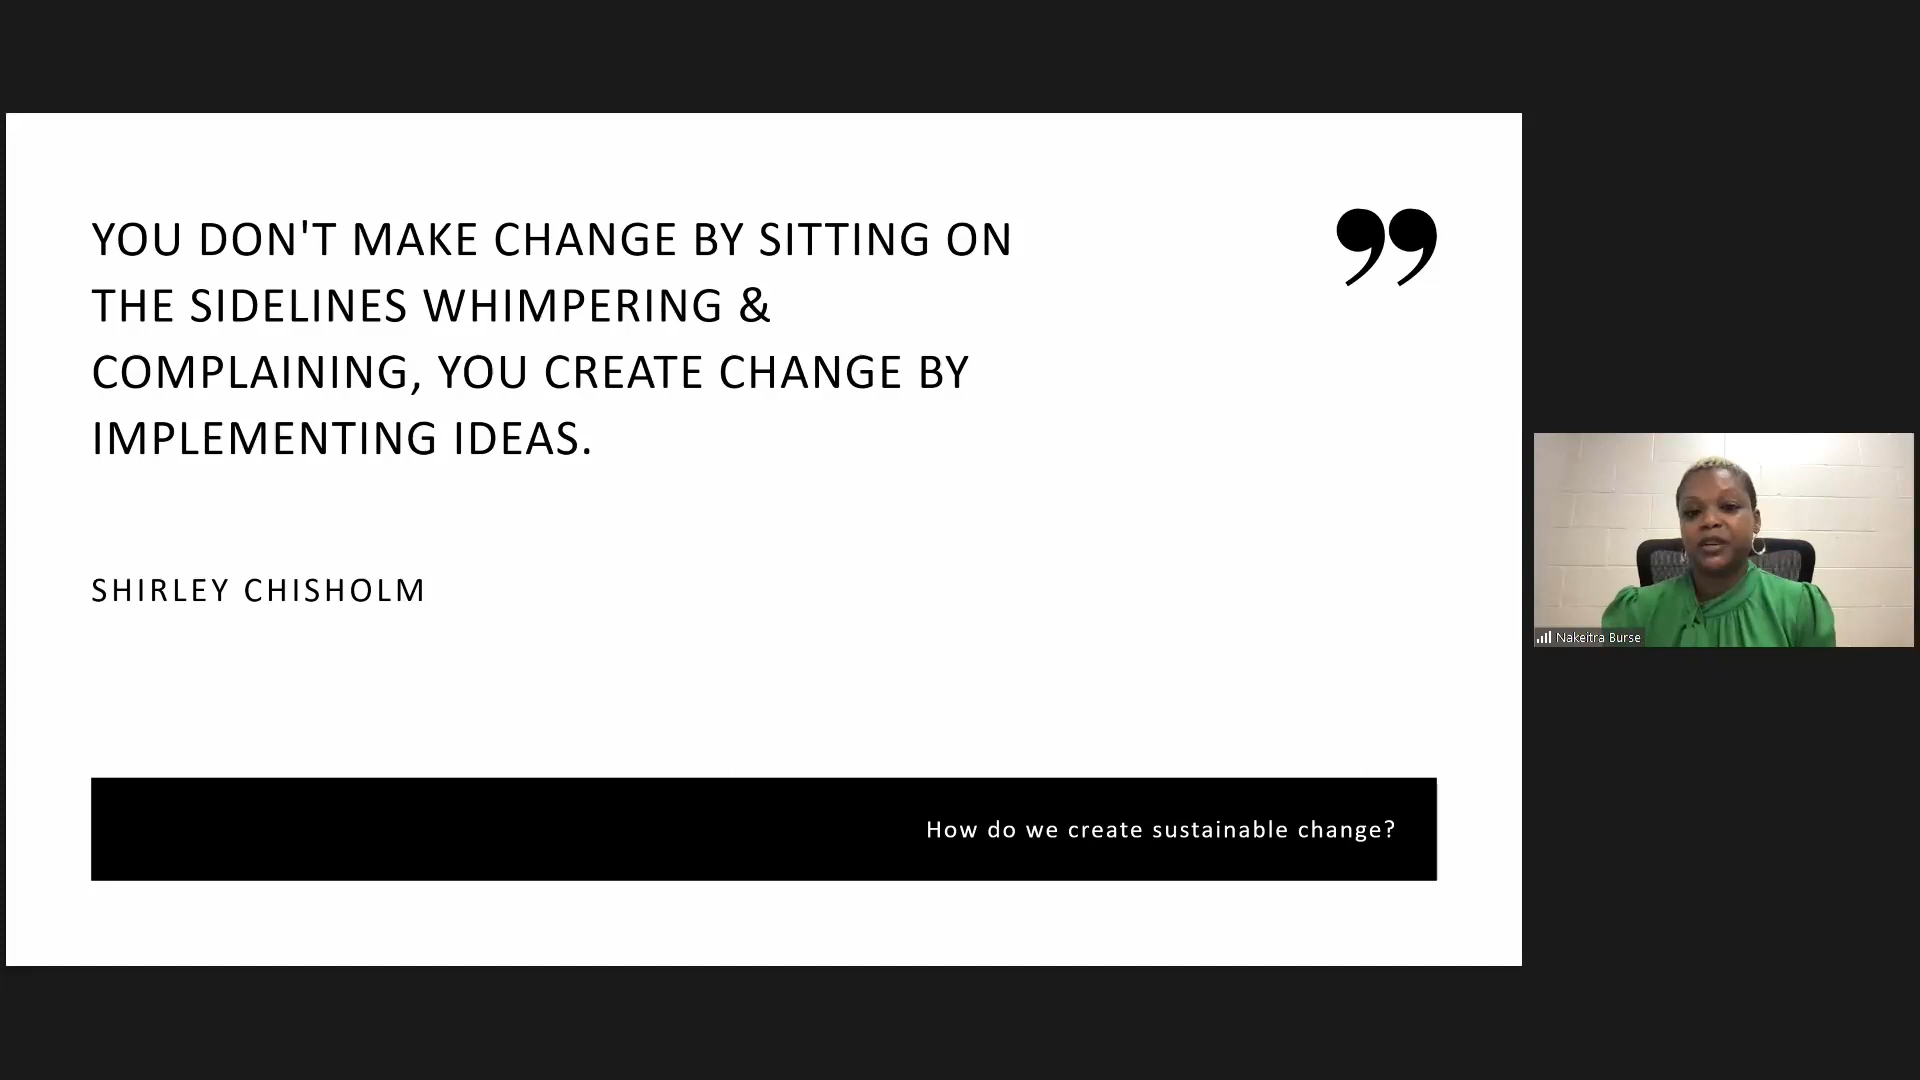 YOU DON'T MAKE CHANGE BY SITTING ON
THE SIDELINES WHIMPERING &
COMPLAINING, YOU CREATE CHANGE BY
IMPLEMENTING IDEAS.
”
SHIRLEY CHISHOLM
How do we create sustainable change?
Nakeitra Burse